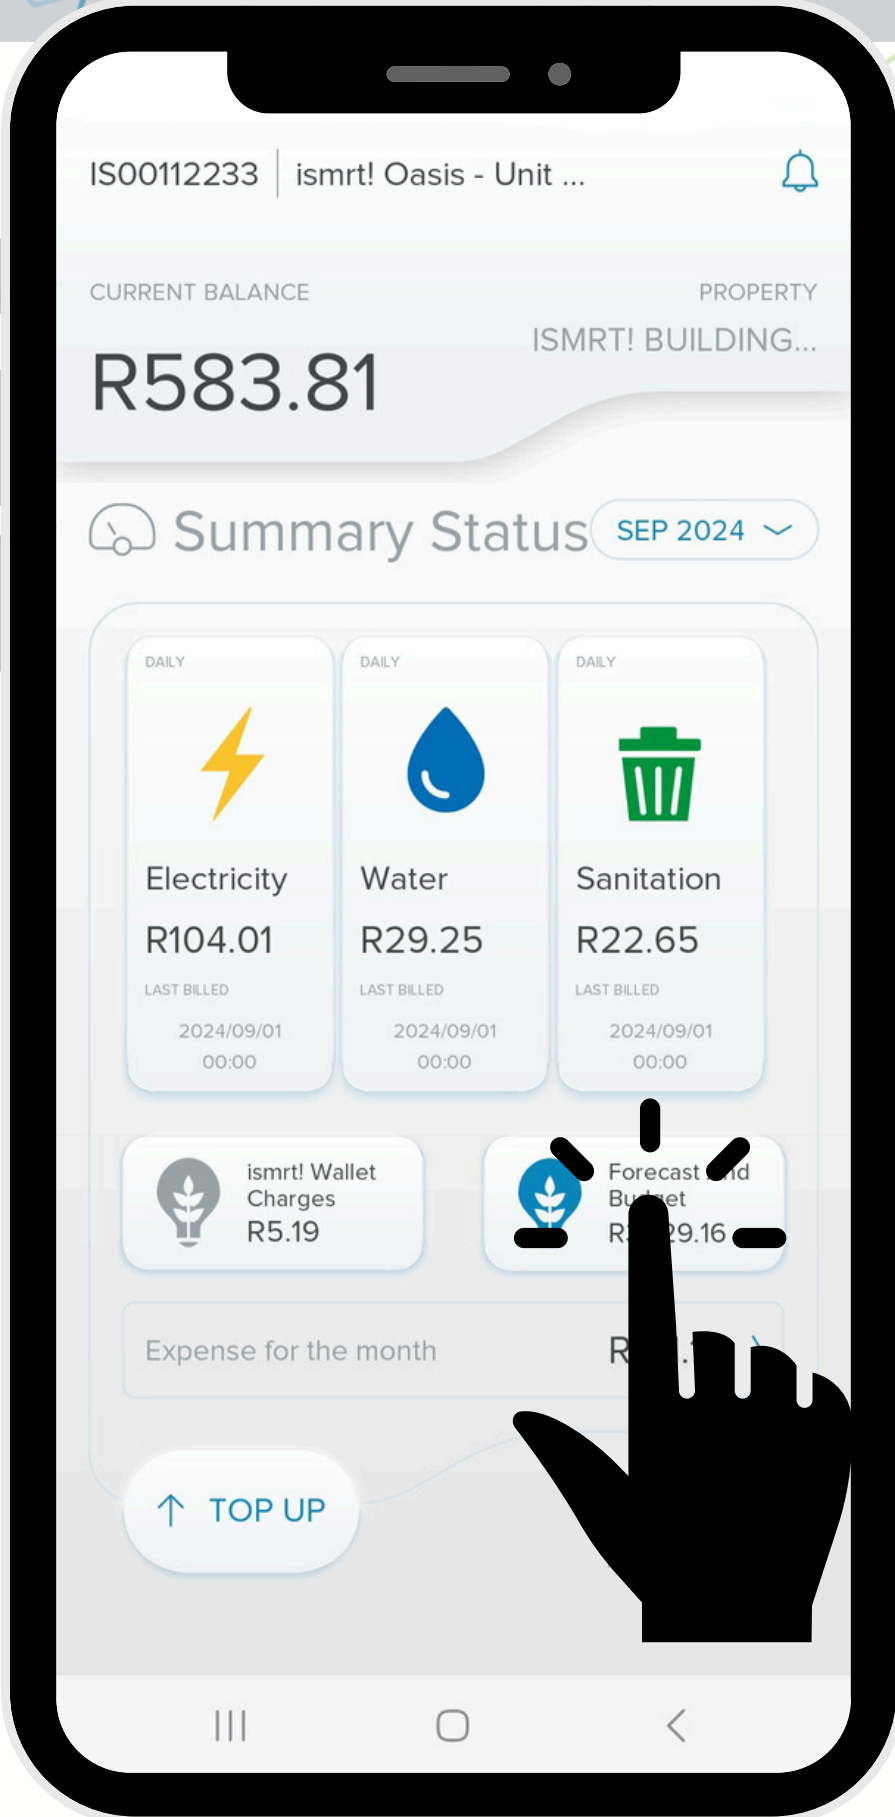 IS00112233 ismrt! Oasis - Unit ...
CURRENT BALANCE
PROPERTY
ISMRT! BUILDING...
R583.81
Summary Status
SEP 2024
DAILY DAILY DAILY
Electricity Water Sanitation
R104.01 R29.25 R22.65
LAST BILLED LAST BILLED LAST BILLED
2024/09/01 2024/09/01 2024/09/01
00:00 00:00 00:00
ismrt! Wallet
Charges
R5.19
Forecast
Expense for the month
TOP UP